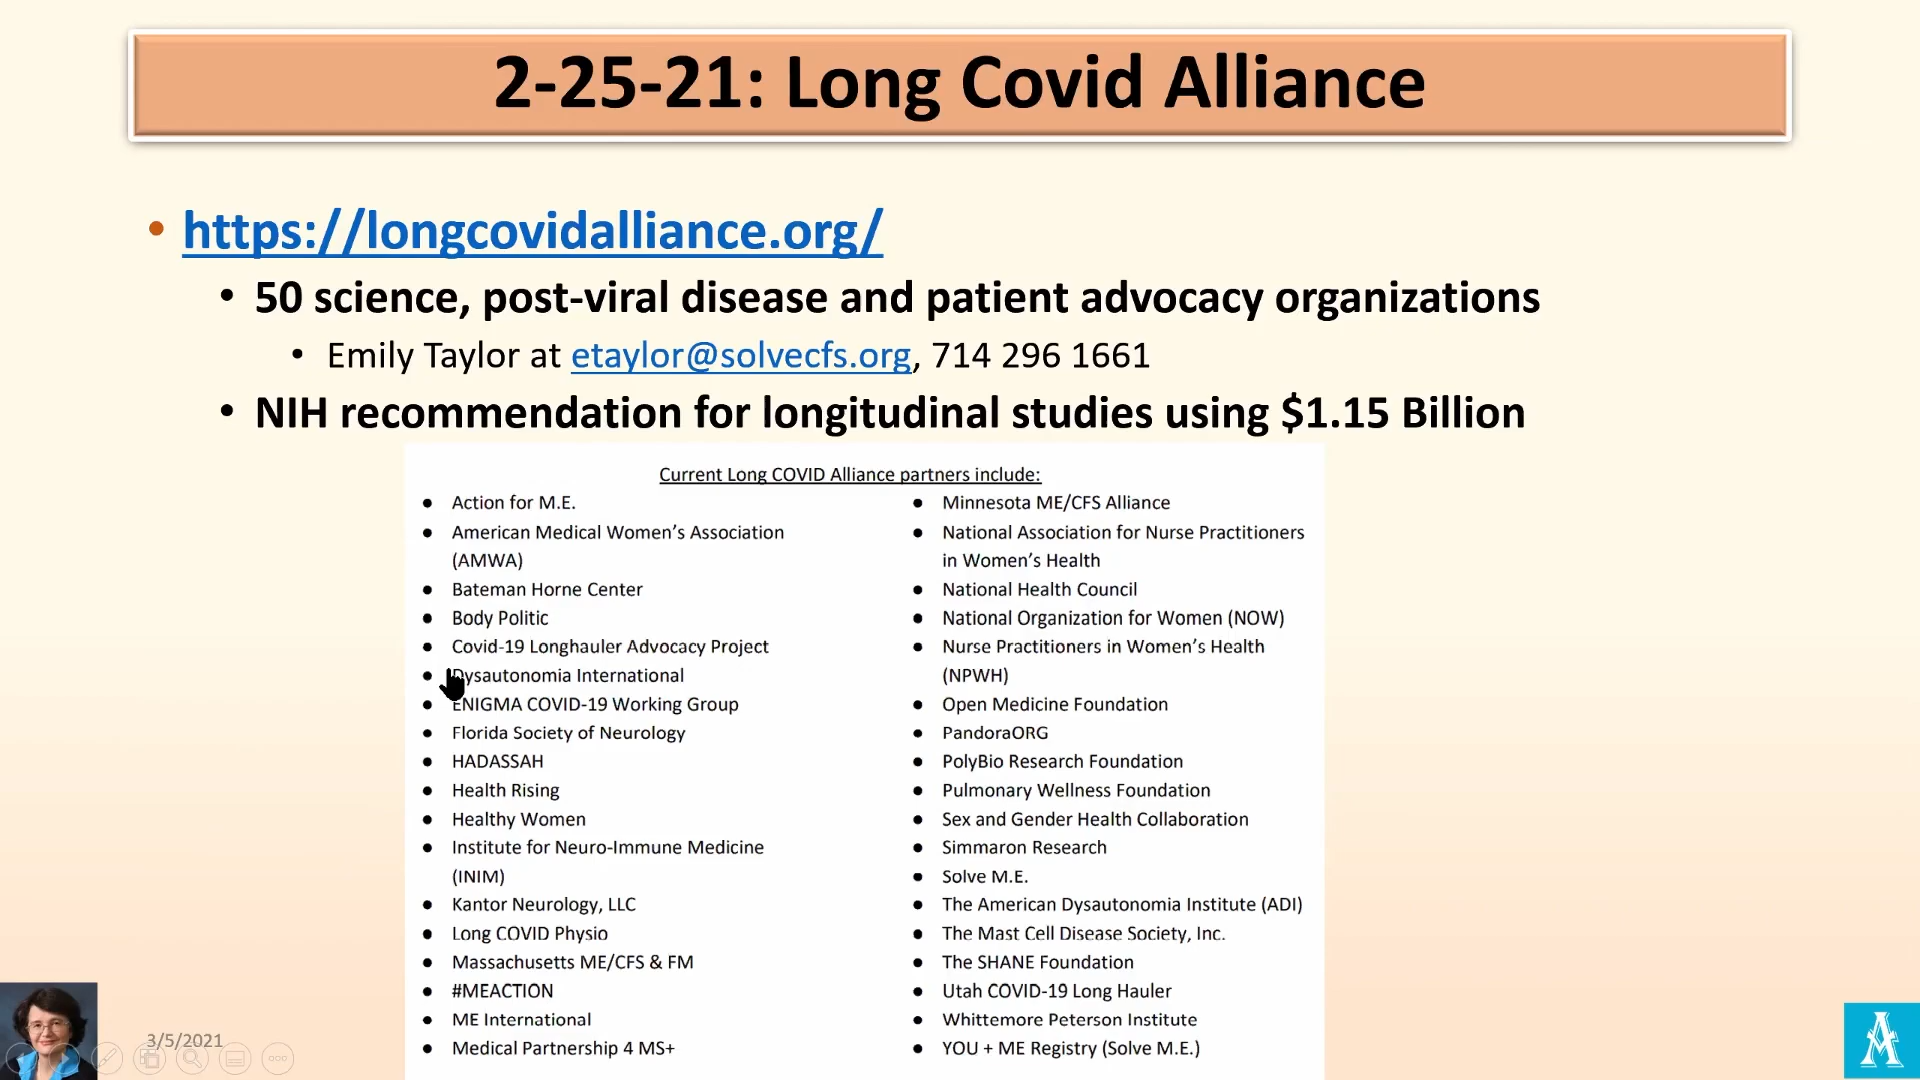 2-25-21: Long Covid Alliance
• https://longcovidalliance.org/
• 50 science, post-viral disease and patient advocacy organizations
• Emily Taylor at etaylor@solvecfs.org, 714 296 1661
• NIH recommendation for longitudinal studies using $1.15 Billion
Current Long COVID Alliance partners include:
● Action for M.E.
● American Medical Women’s Association
(AMWA)
● Bateman Horne Center
● Body Politic
● Covid-19 Longhauler Advocacy Project
● Dysautonomia International
● ENIGMA COVID-19 Working Group
● Florida Society of Neurology
● HADASSAH
● Health Rising
● Healthy Women
● Institute for Neuro-Immune Medicine
(INIM)
● Kantor Neurology, LLC
● Long COVID Physio
● Massachusetts ME/CFS & FM
● #MEACTION
● ME International
● Medical Partnership 4 MS+
● Minnesota ME/CFS Alliance
● National Association for Nurse Practitioners
in Women’s Health
● National Health Council
● National Organization for Women (NOW)
● Nurse Practitioners in Women’s Health
(NPWH)
● Open Medicine Foundation
● PandoraORG
● PolyBio Research Foundation
● Pulmonary Wellness Foundation
● Sex and Gender Health Collaboration
● Simmaron Research
● Solve M.E.
● The American Dysautonomia Institute (ADI)
● The Mast Cell Disease Society, Inc.
● The SHANE Foundation
● Utah COVID-19 Long Hauler
● Whittemore Peterson Institute
● YOU + ME Registry (Solve M.E.)
3/5/2021
A